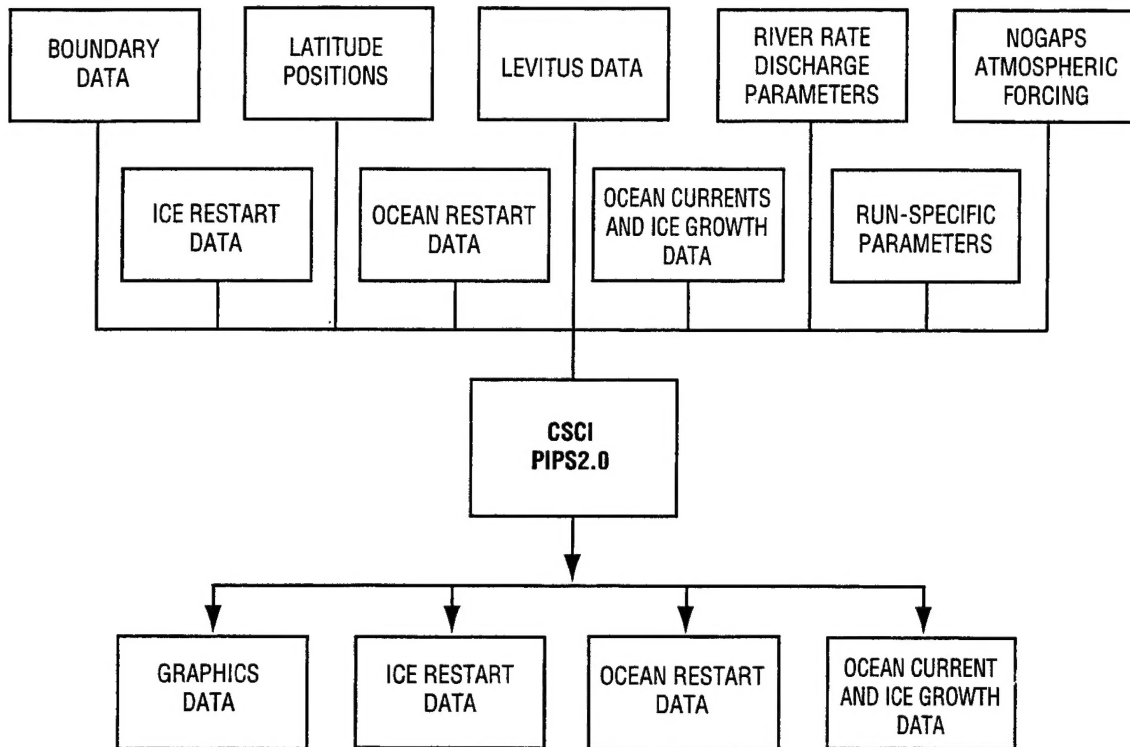 BOUNDARY
DATA
LATITUDE
POSITIONS
LEVITUS DATA
RIVER RATE
DISCHARGE
PARAMETERS
NOGAPS
ATMOSPHERIC
FORCING
ICE RESTART
DATA
OCEAN RESTART
DATA
OCEAN CURRENTS
AND ICE GROWTH
DATA
RUN-SPECIFIC
PARAMETERS
CSCI
PIPS2.0
GRAPHICS
DATA
ICE RESTART
DATA
OCEAN RESTART
DATA
OCEAN CURRENT
AND ICE GROWTH
DATA